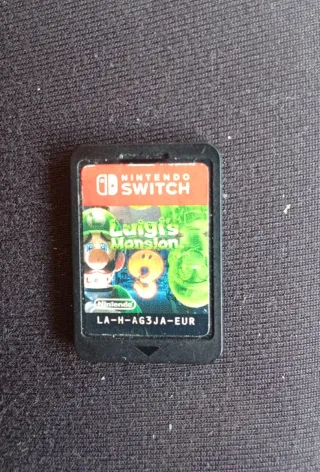 NINTENDO
SWITCH
Luigi's
Mansion
3
Nintendo
LA-H-AG3JA-EUR